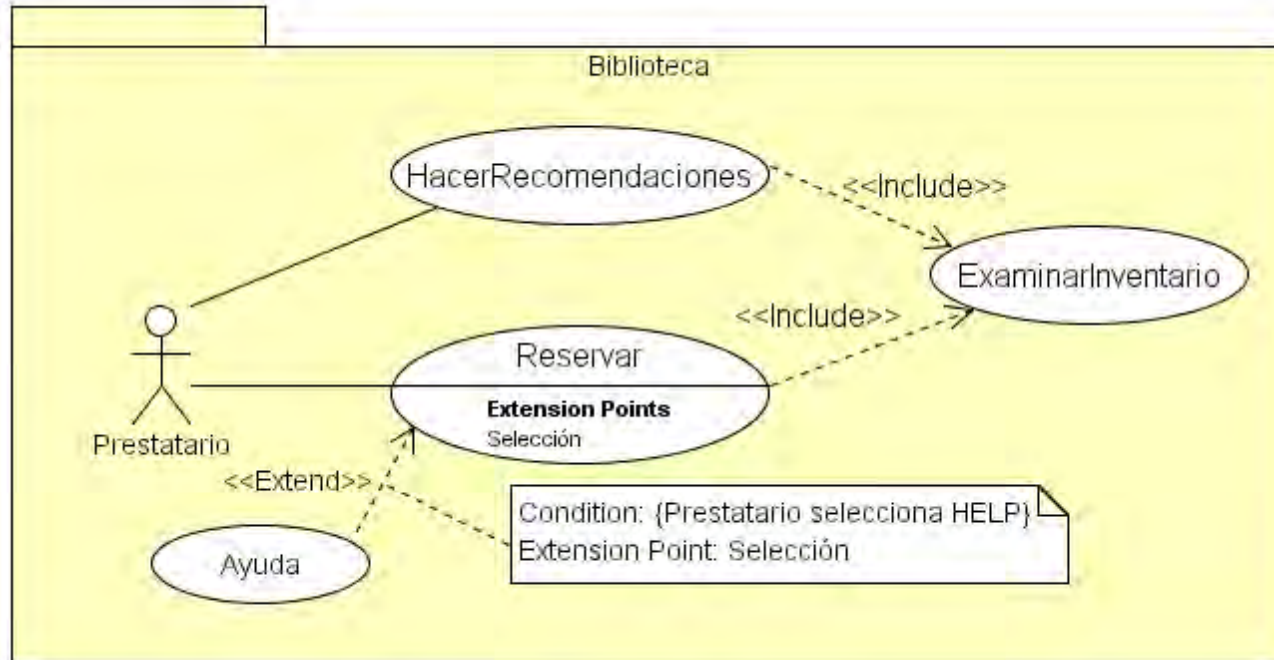 Biblioteca
HacerRecomendaciones
<<Include>>
ExaminarInventario
<<Include>>
Reservar
Extension Points
Selección
Prestatario
<<Extend>>
Condition: {Prestatario selecciona HELP}
Extension Point: Selección
Ayuda